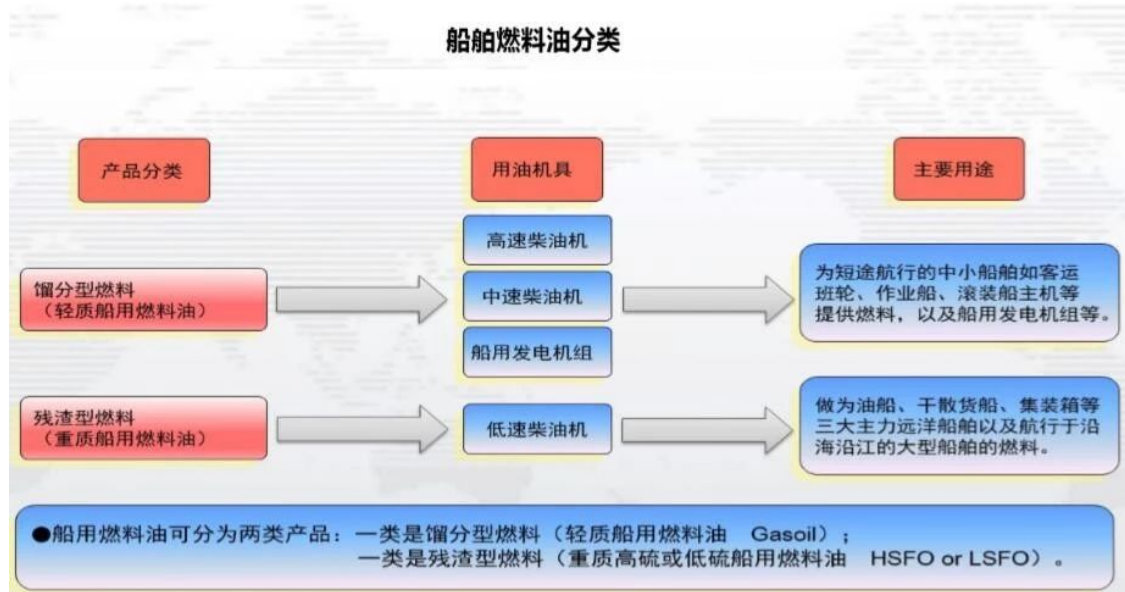 船舶燃料油分类
产品分类
用油机具
主要用途
馏分型燃料
（轻质船用燃料油）
高速柴油机
中速柴油机
船用发电机组
为短途航行的中小船舶如客运
班轮、作业船、滚装船主机等
提供燃料，以及船用发电机组等。
残渣型燃料
（重质船用燃料油）
低速柴油机
做为油船、干散货船、集装箱等
三大主力远洋船舶以及航行于沿
海沿江的大型船舶的燃料。
●船用燃料油可分为两类产品：一类是馏分型燃料（轻质船用燃料油 Gasoil）；
一类是残渣型燃料（重质高硫或低硫船用燃料油 HSFO or LSFO）。